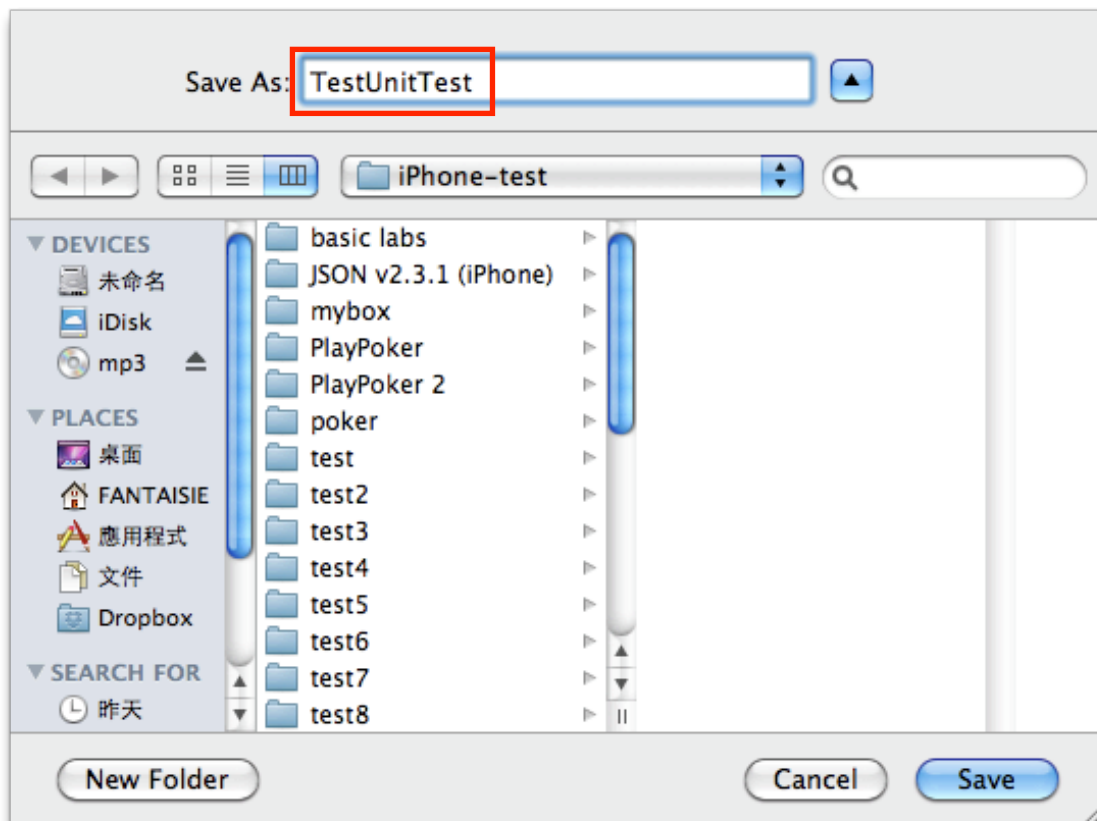 Save As: TestUnitTest
iPhone-test
DEVICES
未命名
iDisk
mp3
PLACES
桌面
FANTAISIE
應用程式
文件
Dropbox
SEARCH FOR
昨天
basic labs
JSON v2.3.1 (iPhone)
mybox
PlayPoker
PlayPoker 2
poker
test
test2
test3
test4
test5
test6
test7
test8
New Folder
Cancel
Save